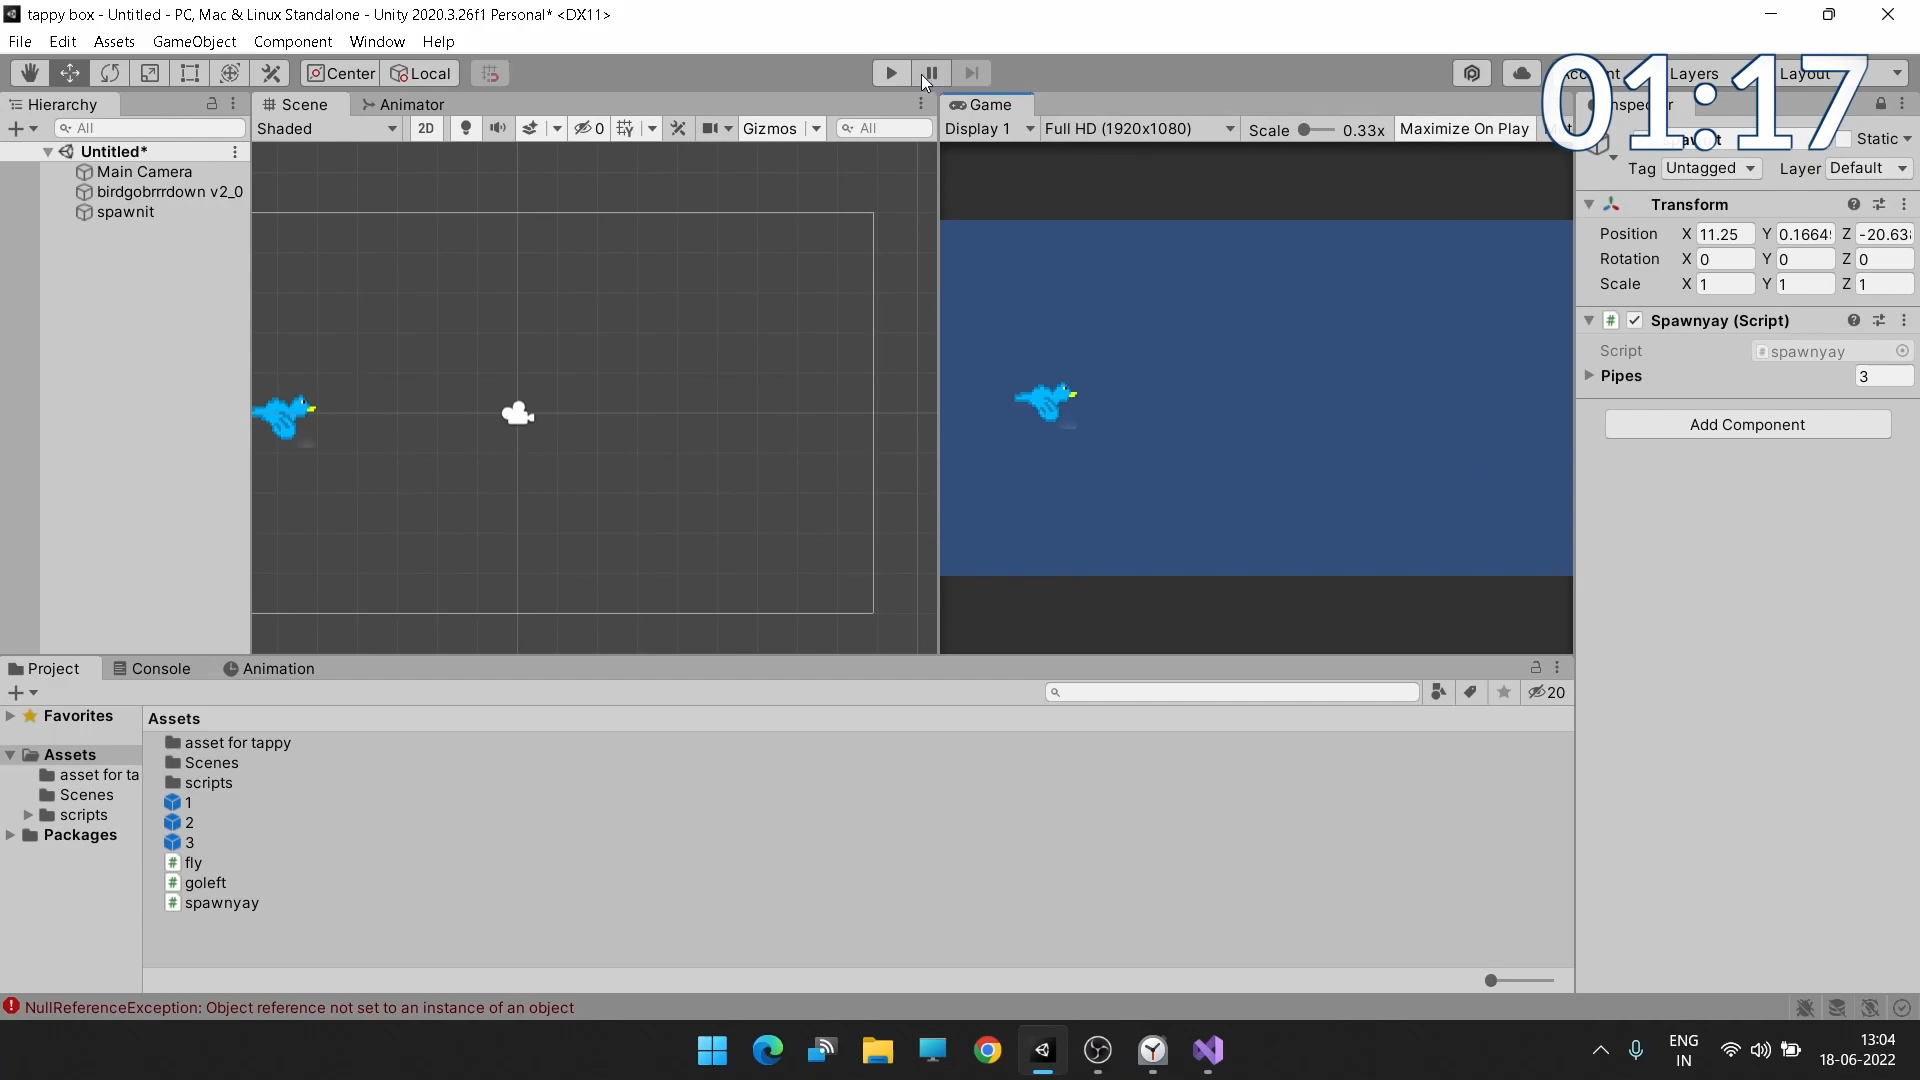 tappy box - Untitled - PC, Mac & Linux Standalone - Unity 2020.3.26f1 Personal* <DX11>
File Edit Assets GameObject Component Window Help
Center Local
Layers Layout
01:17
Hierarchy
All
Untitled*
Main Camera
birdgobrrrdown v2_0
spawnit
Scene Animator
Shaded 2D 0 Gizmos All
Game
Display 1 Full HD (1920x1080) Scale 0.33x Maximize On Play
Static
Tag Untagged Layer Default
Transform
Position X 11.25 Y 0.1664 Z -20.63
Rotation X 0 Y 0 Z 0
Scale X 1 Y 1 Z 1
# Spawnyay (Script)
Script # spawnyay
Pipes 3
Add Component
Project Console Animation
20
Favorites
Assets
asset for ta
Scenes
scripts
Packages
Assets
asset for tappy
Scenes
scripts
1
2
3
# fly
# goleft
# spawnyay
NullReferenceException: Object reference not set to an instance of an object
ENG
IN
13:04
18-06-2022